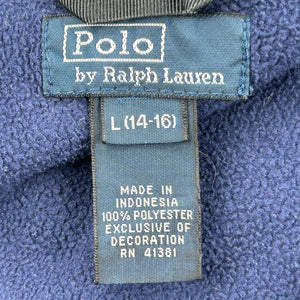 Polo
by Ralph Lauren
L (14-16)
MADE IN
INDONESIA
100% POLYESTER
EXCLUSIVE OF
DECORATION
RN 41381